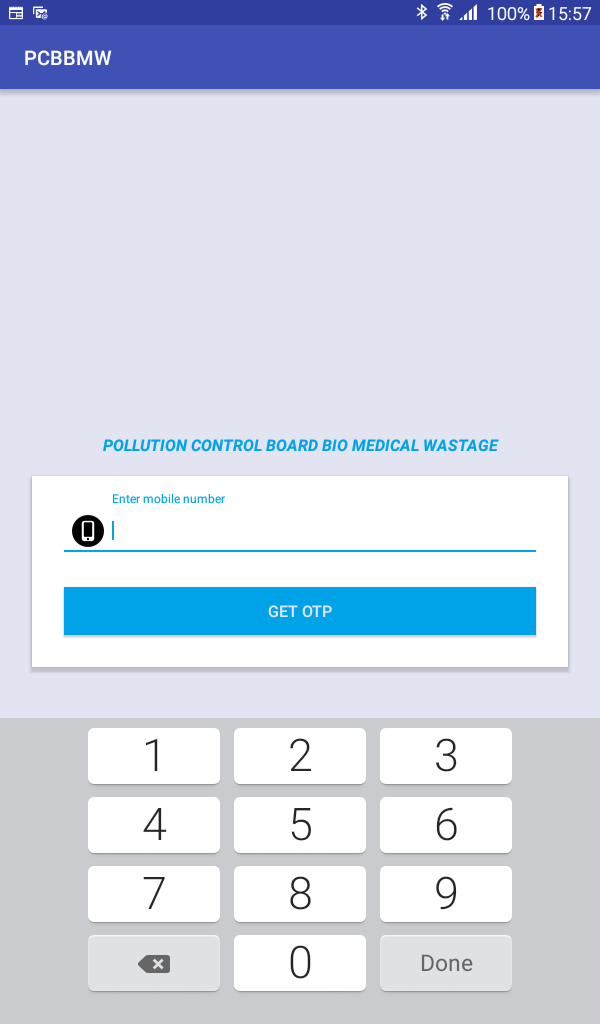 100% 15:57
PCBBMW
POLLUTION CONTROL BOARD BIO MEDICAL WASTAGE
Enter mobile number
GET OTP
1 2 3
4 5 6
7 8 9
0 Done